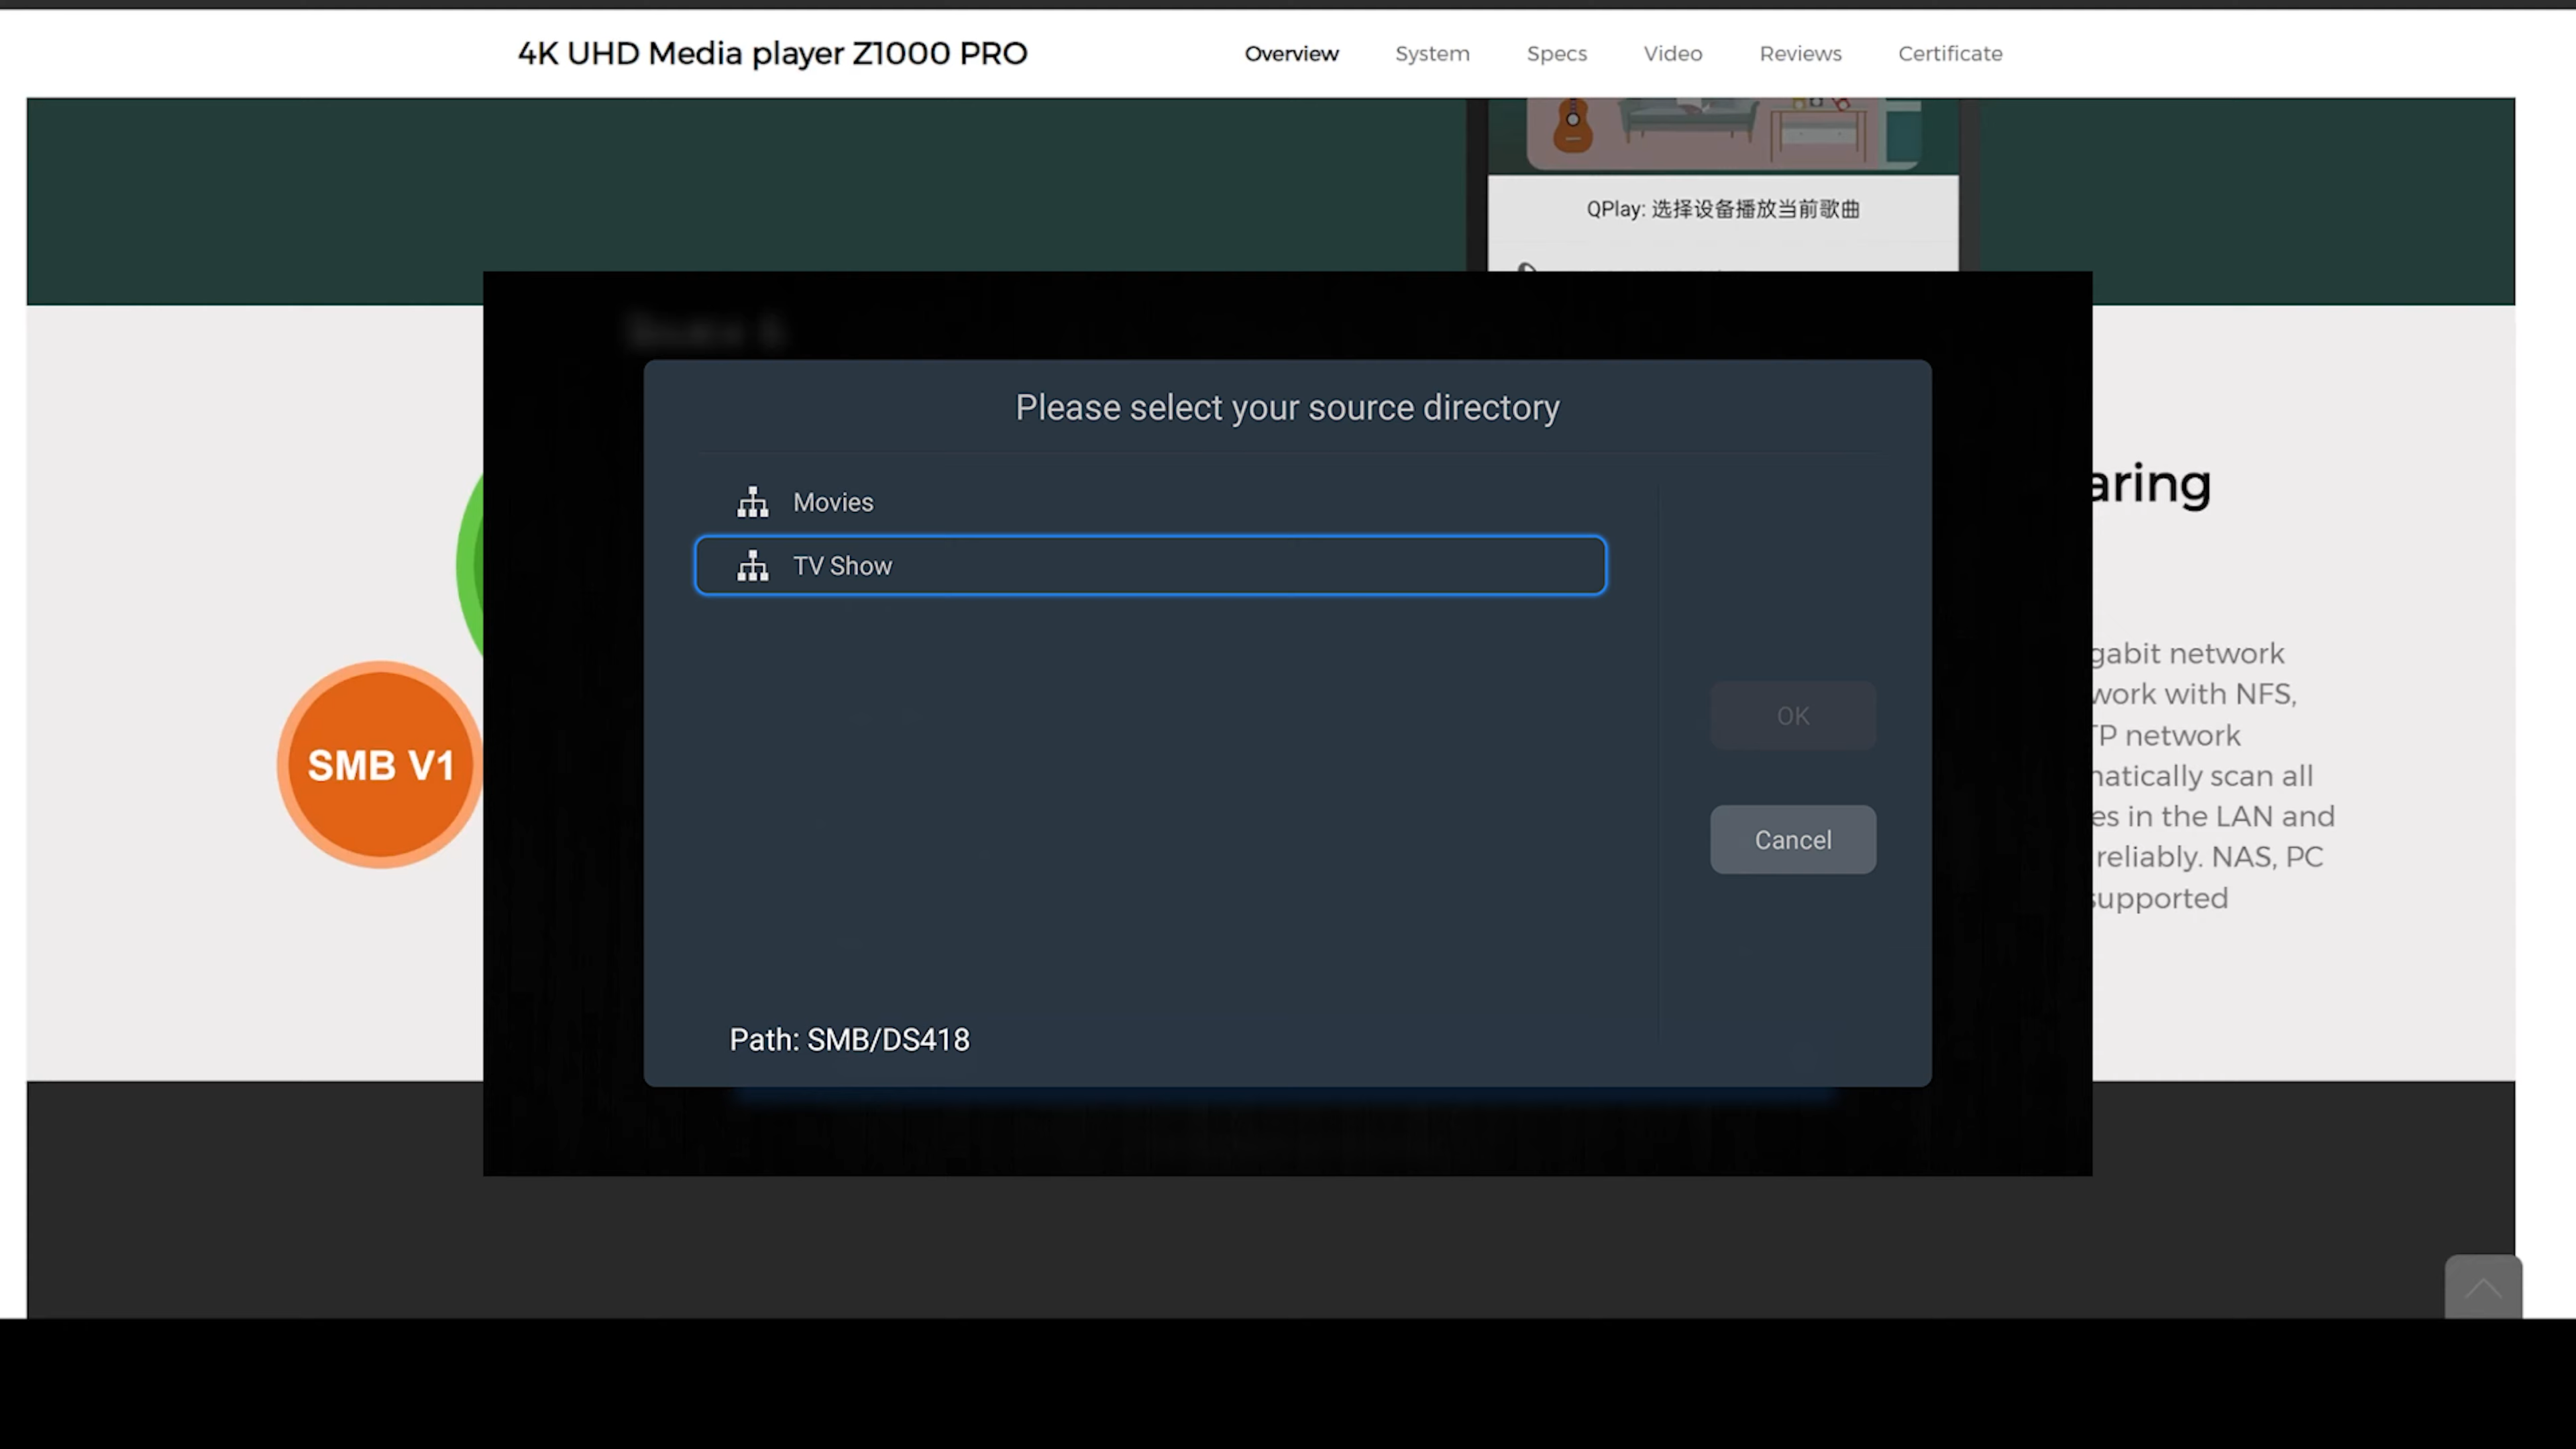 4K UHD Media player Z1000 PRO
Overview
System
Specs
Video
Reviews
Certificate
QPlay: 选择设备播放当前歌曲
Please select your source directory
Movies
TV Show
OK
Cancel
Path: SMB/DS418
SMB V1
aring
gabit network
work with NFS,
TP network
natically scan all
es in the LAN and
reliably. NAS, PC
supported